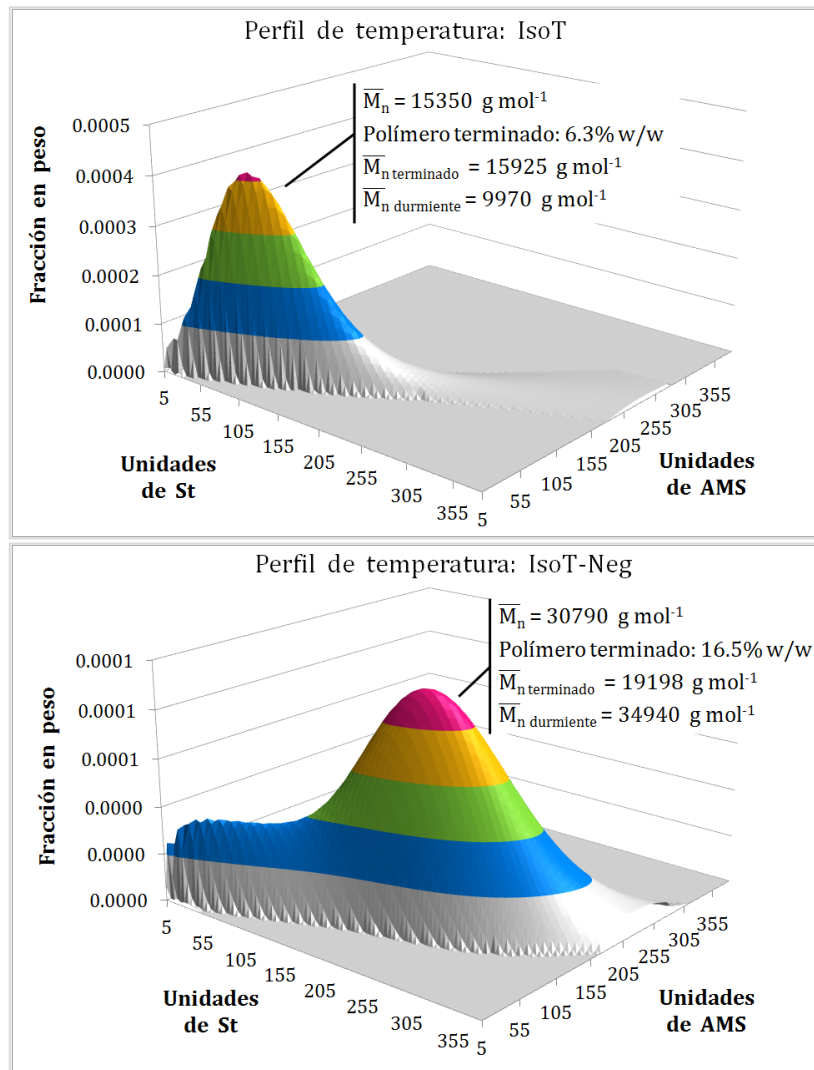 Perfil de temperatura: IsoT
M̅n = 15350 g mol-1
Polímero terminado: 6.3% w/w
M̅n terminado = 15925 g mol-1
M̅n durmiente = 9970 g mol-1
Fracción en peso
0.0005
0.0004
0.0003
0.0002
0.0001
0.0000
5
55
105
155
205
255
305
355
Unidades
de St
5
55
105
155
205
255
305
355
Unidades
de AMS
Perfil de temperatura: IsoT-Neg
M̅n = 30790 g mol-1
Polímero terminado: 16.5% w/w
M̅n terminado = 19198 g mol-1
M̅n durmiente = 34940 g mol-1
Fracción en peso
0.0001
0.0001
0.0001
0.0000
0.0000
0.0000
5
55
105
155
205
255
305
355
Unidades
de St
5
55
105
155
205
255
305
355
Unidades
de AMS